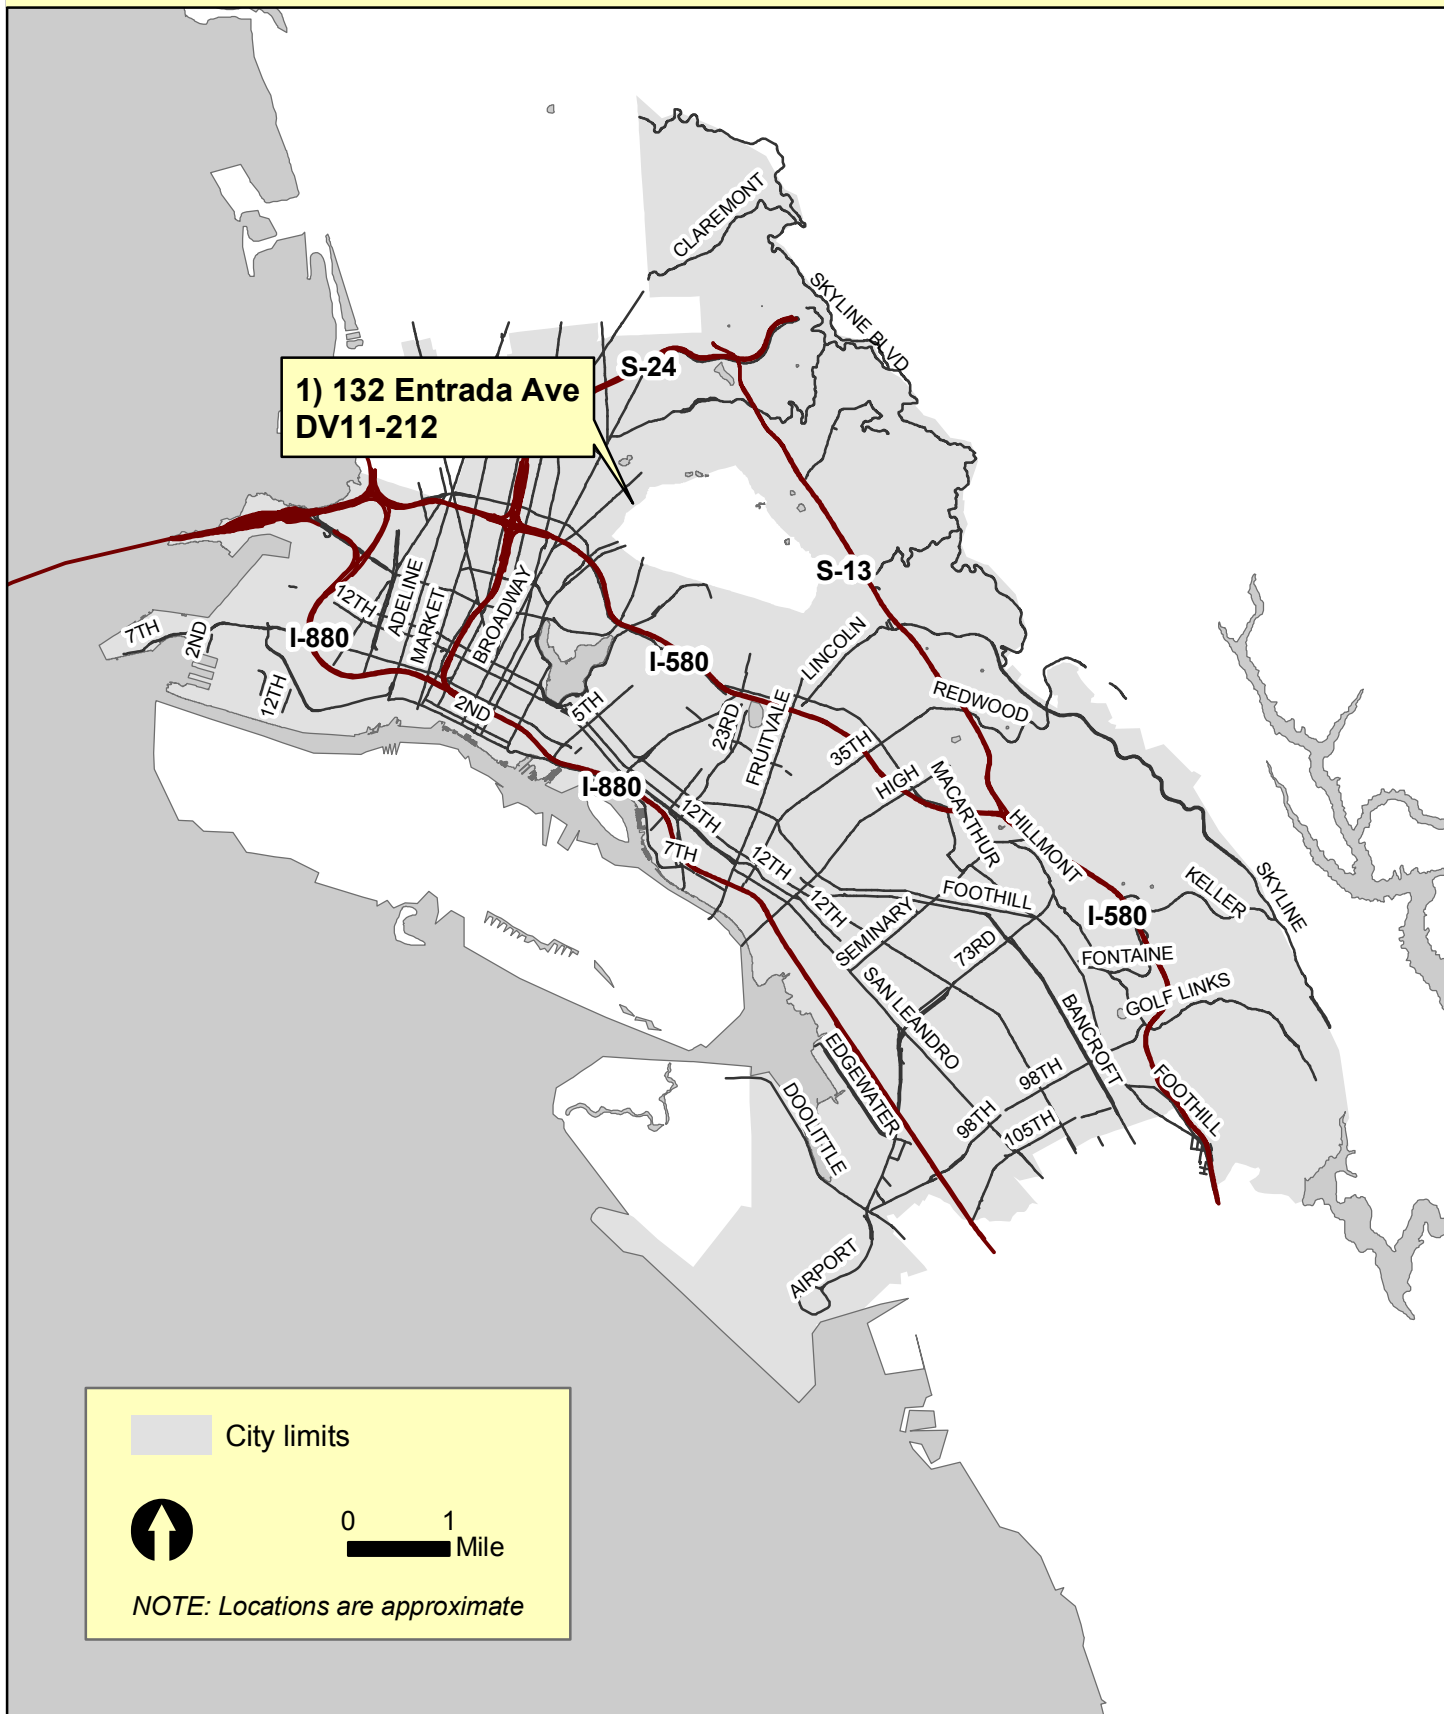 CLAREMONT
SKYLINE BLVD
S-24
1) 132 Entrada Ave
DV11-212
S-13
ADELINE
12TH
MARKET
BROADWAY
7TH
2ND
I-880
I-580
LINCOLN
12TH
2ND
5TH
23RD
FRUITVALE
REDWOOD
35TH
HIGH
MACARTHUR
I-880
12TH
7TH
12TH
12TH
HILLMONT
FOOTHILL
KELLER
SKYLINE
I-580
SEMINARY
73RD
FONTAINE
SAN LEANDRO
GOLF LINKS
BANCROFT
EDGEWATER
DOOLITTLE
98TH
98TH
105TH
FOOTHILL
AIRPORT
City limits
0 1
Mile
NOTE: Locations are approximate